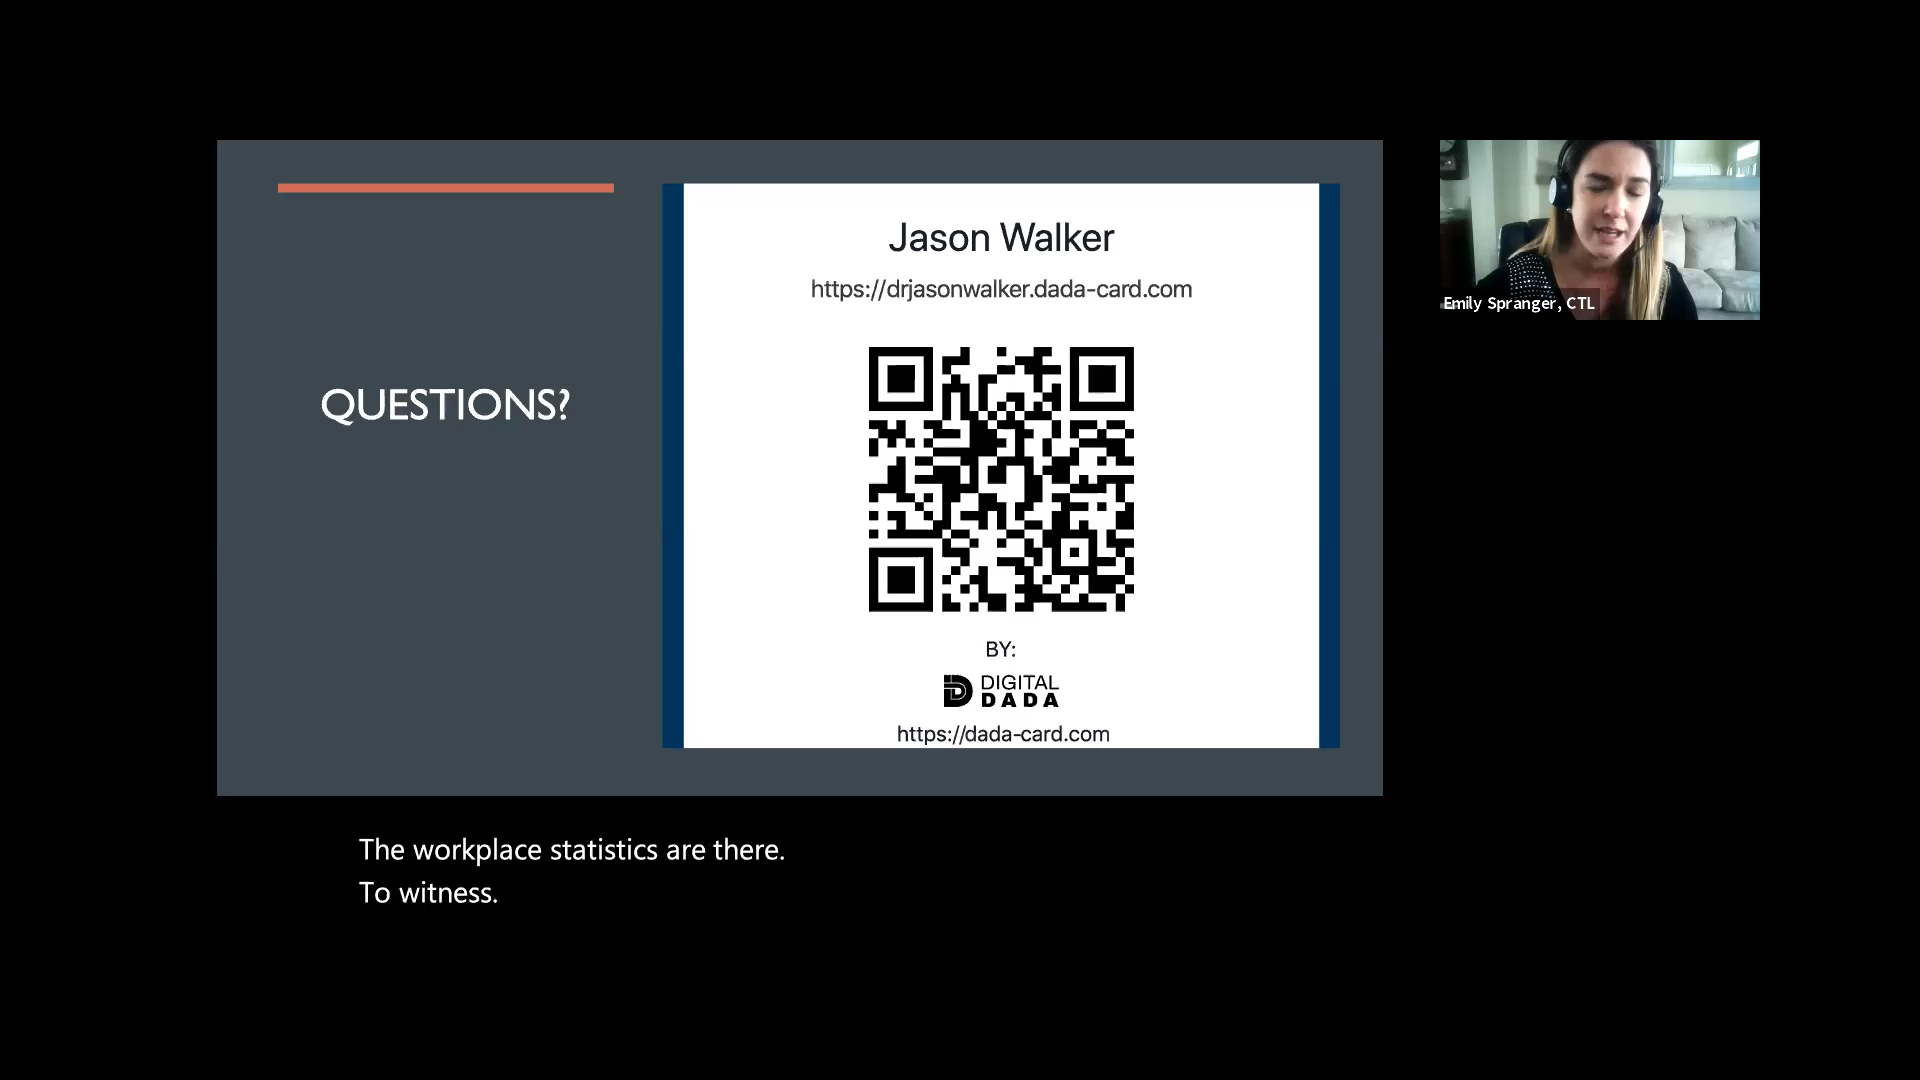 QUESTIONS?
Jason Walker
https://drjasonwalker.dada-card.com
BY:
DIGITAL
DADA
https://dada-card.com
Emily Spranger, CTL
The workplace statistics are there.
To witness.